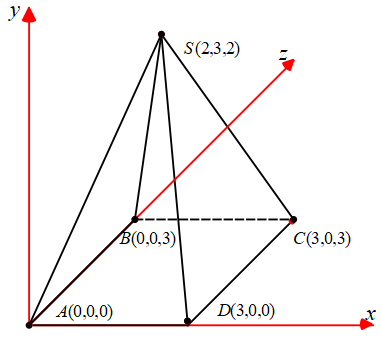 y
S(2,3,2)
z
B(0,0,3)
C(3,0,3)
A(0,0,0)
D(3,0,0)
x